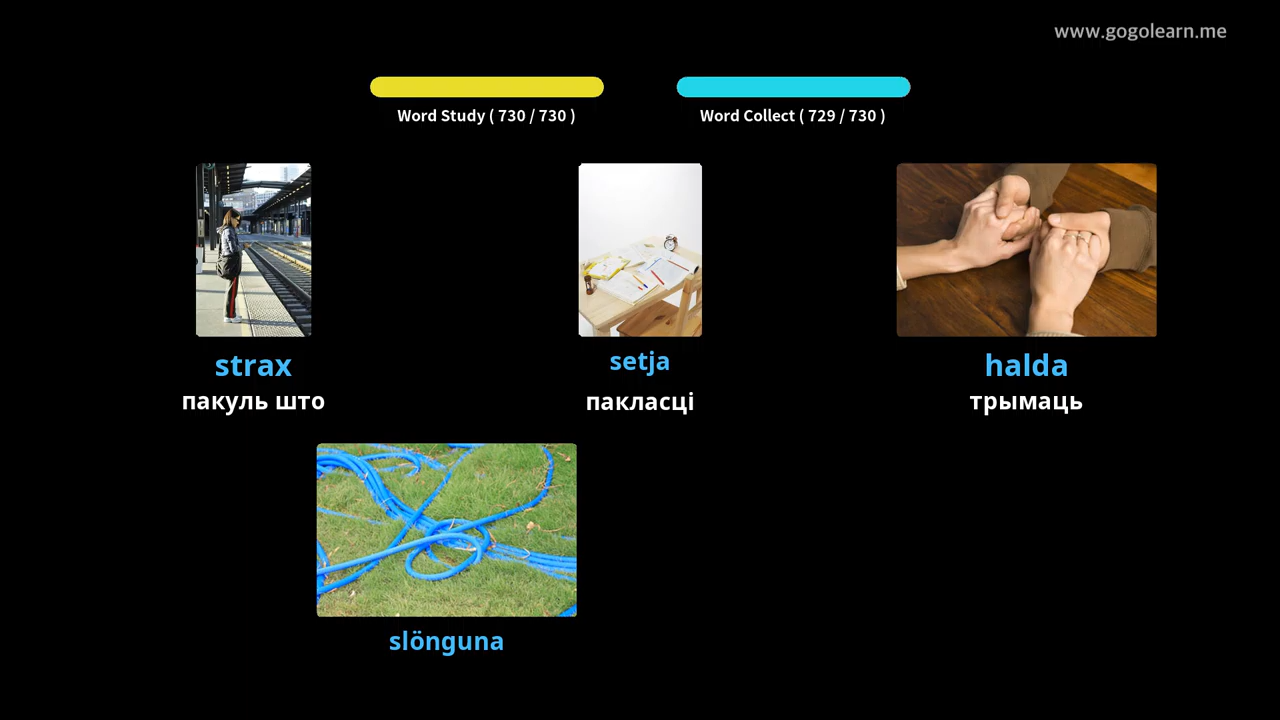 www.gogolearn.me
Word Study ( 730 / 730 )
Word Collect ( 729 / 730 )
strax
пакуль што
setja
пакласці
halda
трымаць
slönguna